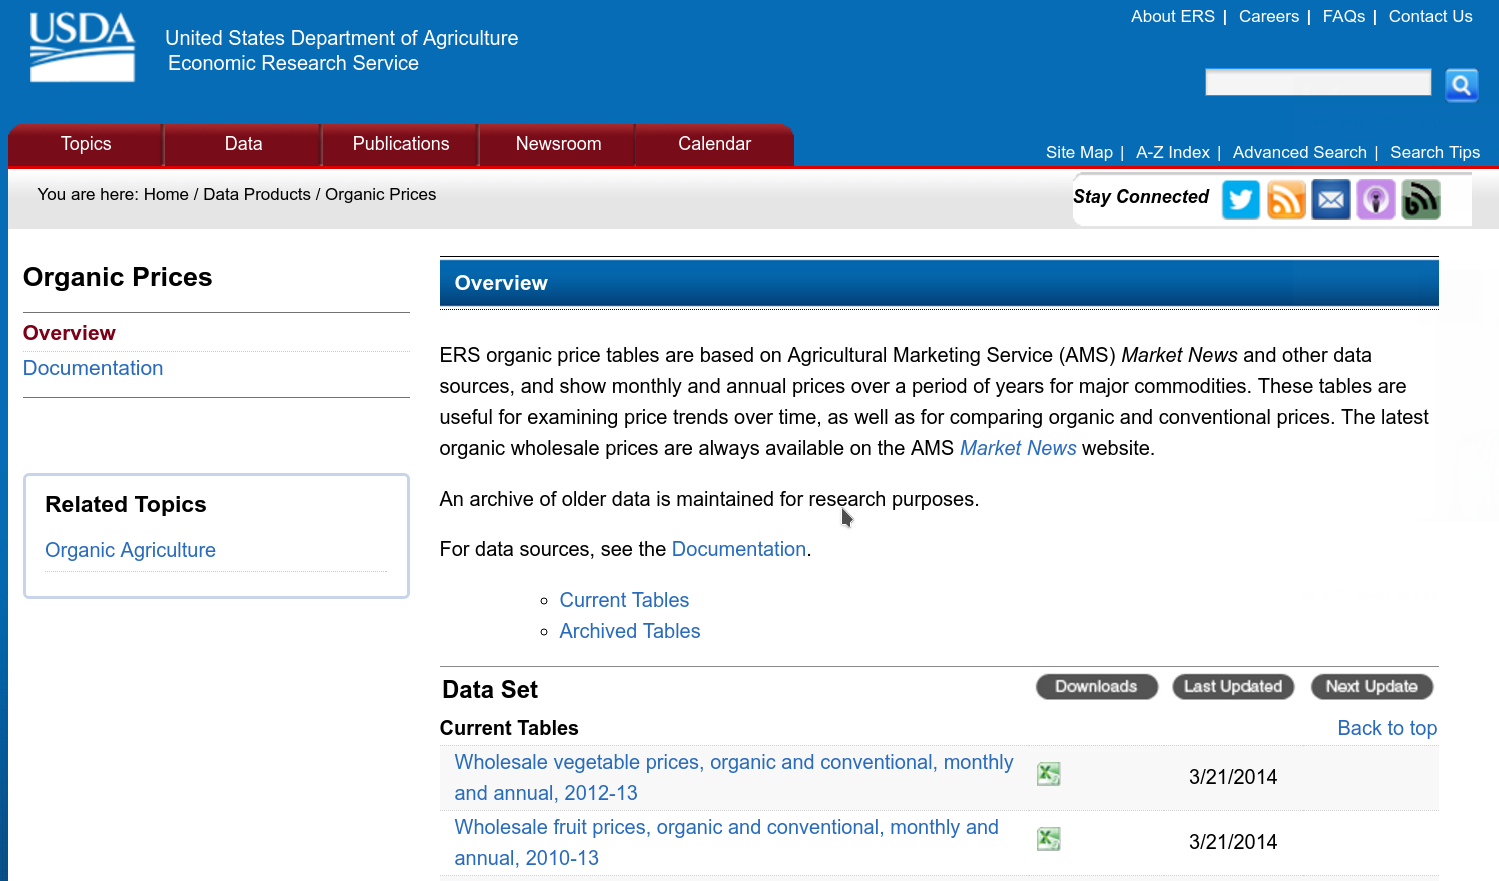 About ERS | Careers | FAQs | Contact Us
USDA
United States Department of Agriculture
Economic Research Service
Topics
Data
Publications
Newsroom
Calendar
Site Map | A-Z Index | Advanced Search | Search Tips
You are here: Home / Data Products / Organic Prices
Stay Connected
Organic Prices
Overview
Documentation
Related Topics
Organic Agriculture
Overview
ERS organic price tables are based on Agricultural Marketing Service (AMS) Market News and other data
sources, and show monthly and annual prices over a period of years for major commodities. These tables are
useful for examining price trends over time, as well as for comparing organic and conventional prices. The latest
organic wholesale prices are always available on the AMS Market News website.
An archive of older data is maintained for research purposes.
For data sources, see the Documentation.
Current Tables
Archived Tables
Data Set
Downloads
Last Updated
Next Update
Current Tables
Back to top
Wholesale vegetable prices, organic and conventional, monthly
and annual, 2012-13
3/21/2014
Wholesale fruit prices, organic and conventional, monthly and
annual, 2010-13
3/21/2014